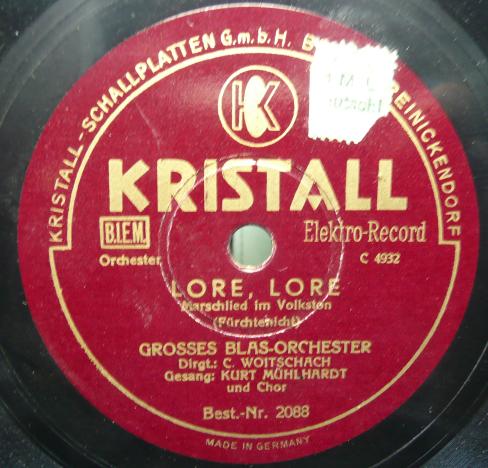 KRISTALL-SCHALLPLATTEN G.m.b.H. REINICKENDORF
K
KRISTALL
B.I.E.M.
Elektro-Record
Orchester
C 4932
LORE, LORE
Marschlied im Volkston
(Fürchtenicht)
GROSSES BLAS-ORCHESTER
Dirgt.: C. WOITSCHACH
Gesang: KURT MÜHLHARDT
und Chor
Best.-Nr. 2088
MADE IN GERMANY